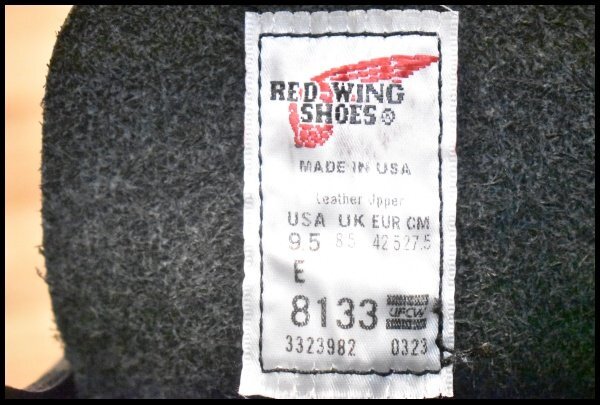 RED WING
SHOES®
MADE IN USA
Leather Upper
USA UK EUR CM
9 5 8 5 42 5 27.5
E
8133 UFCW
3323982 0323